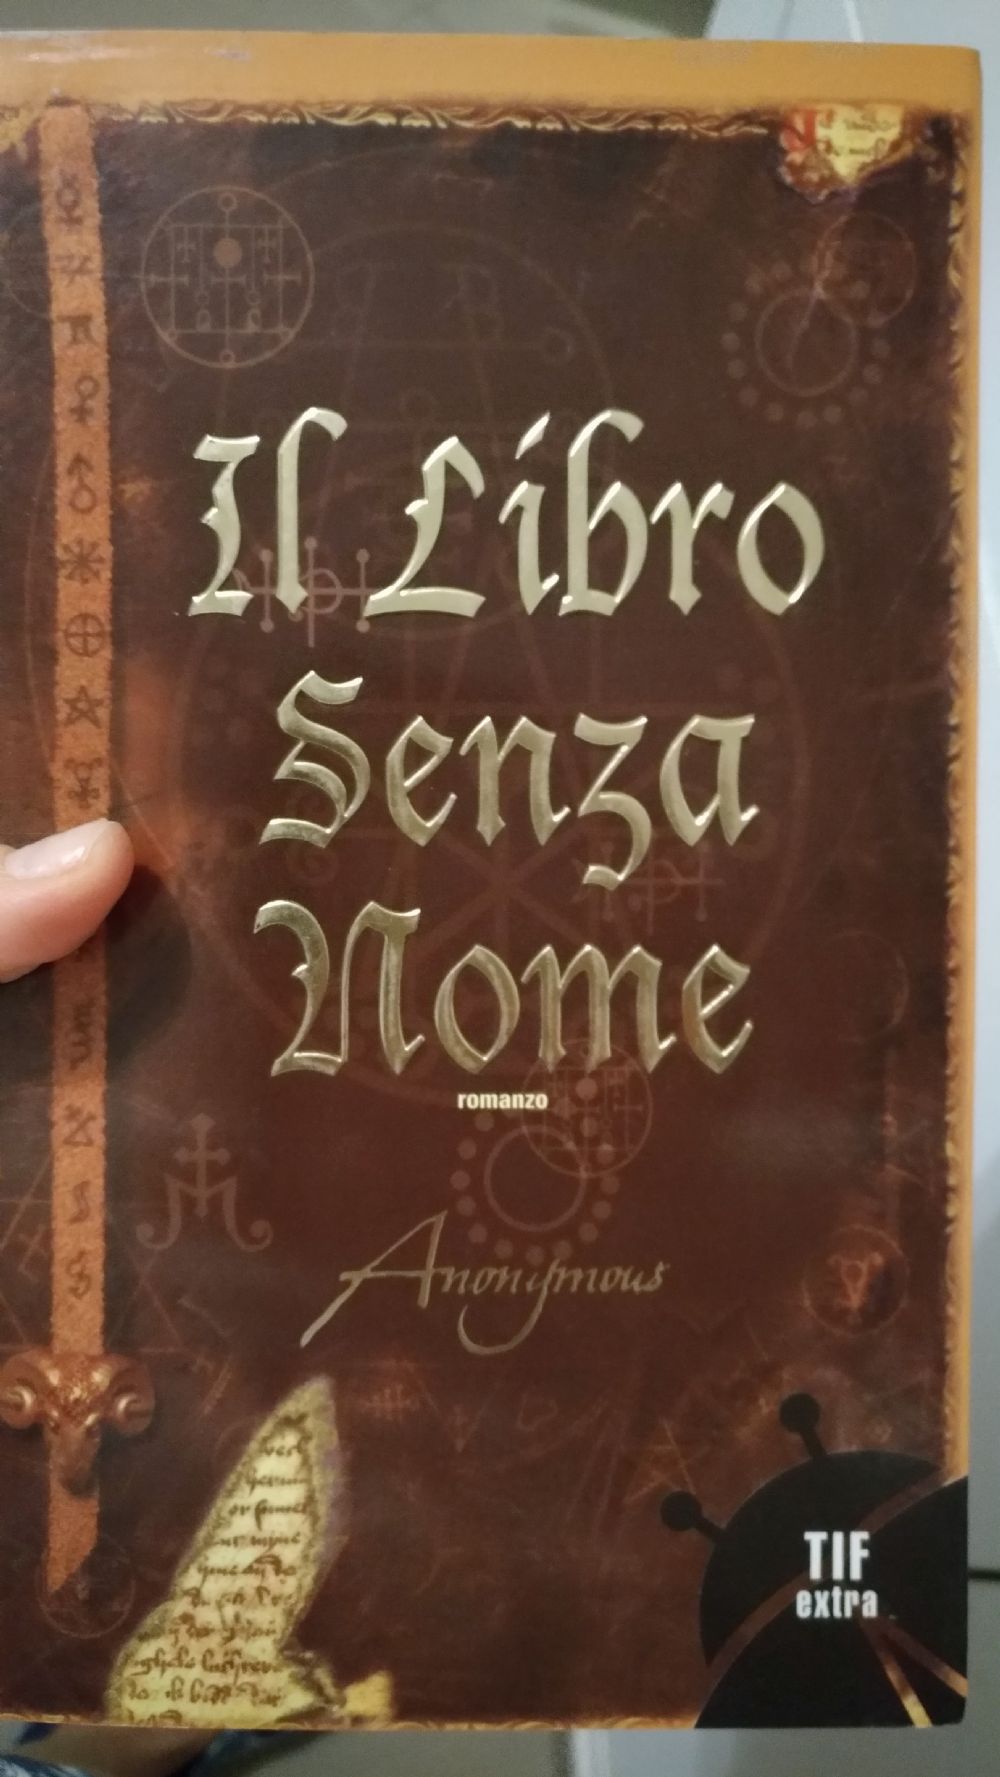 Il Libro
Senza
Nome
romanzo
Anonymous
TIF
extra